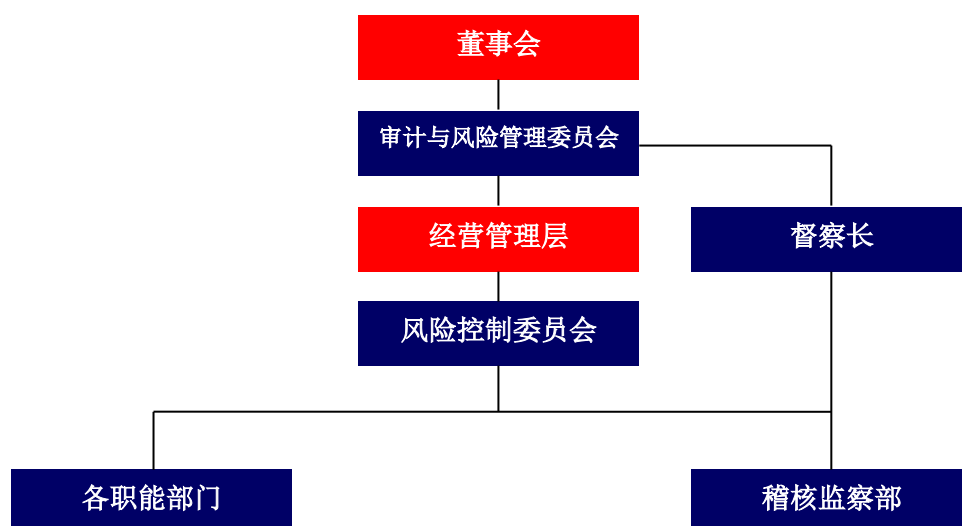 董事会
审计与风险管理委员会
经营管理层
督察长
风险控制委员会
各职能部门
稽核监察部